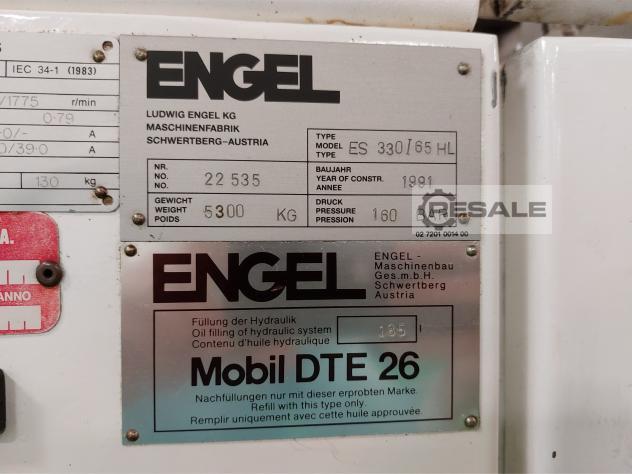 S
IEC 34-1 (1983)
/1775 r/min
0.79
0/- A
0/39.0 A
130 kg
.A.
ANNO
ENGEL
LUDWIG ENGEL KG
MASCHINENFABRIK
SCHWERTBERG-AUSTRIA
TYPE
MODEL
TYPE
ES 330/65 HL
NR.
NO.
NO.
22 535
BAUJAHR
YEAR OF CONSTR.
ANNEE
1991
GEWICHT
WEIGHT
POIDS
5300 KG
DRUCK
PRESSURE
PRESSION
160 BAR
RESALE
02 7201 0014 00
ENGEL
ENGEL -
Maschinenbau
Ges.m.b.H.
Schwertberg
Austria
Füllung der Hydraulik
Oil filling of hydraulic system
Contenu d'huile hydraulique
185 l
Mobil DTE 26
Nachfüllungen nur mit dieser erprobten Marke.
Refill with this type only.
Remplir uniquement avec cette huile approuvée.